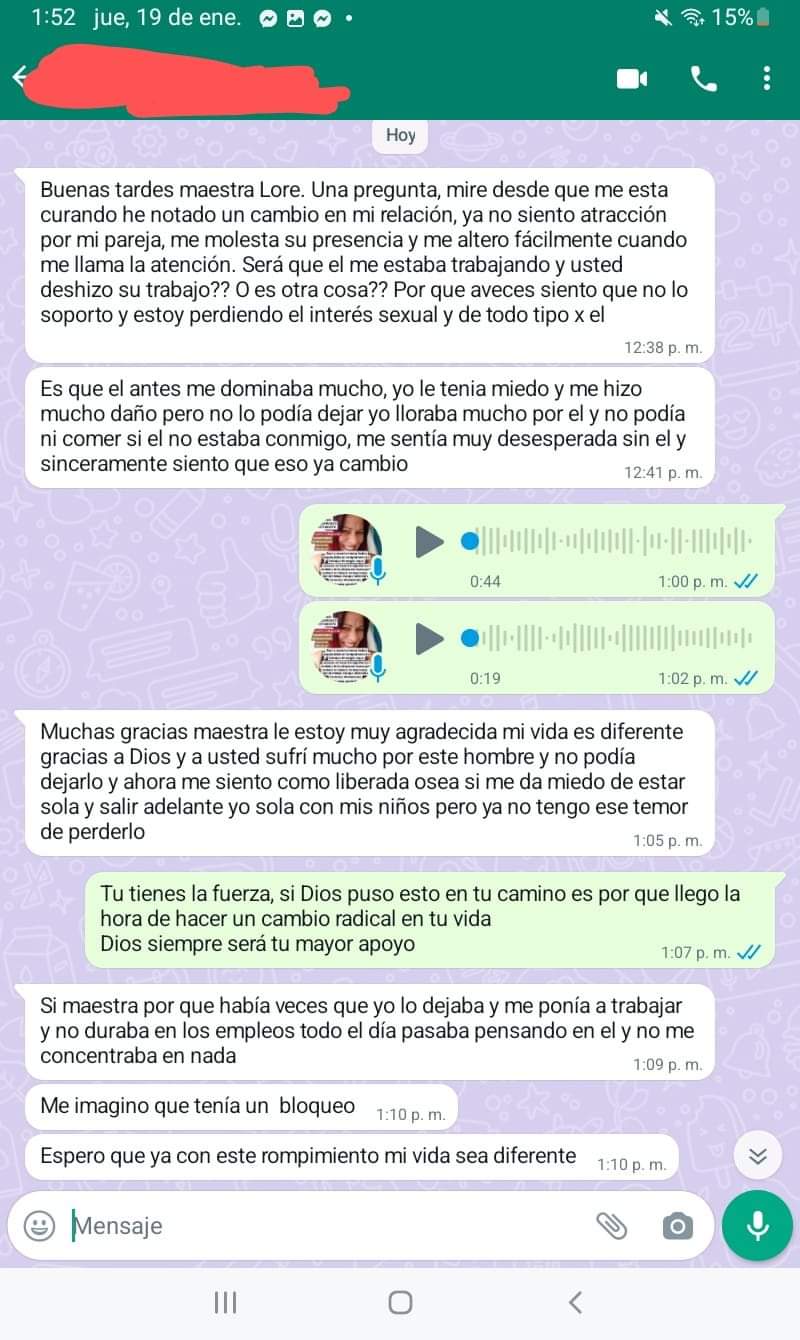 1:52 jue, 19 de ene. 15%
Hoy
Buenas tardes maestra Lore. Una pregunta, mire desde que me esta
curando he notado un cambio en mi relación, ya no siento atracción
por mi pareja, me molesta su presencia y me altero fácilmente cuando
me llama la atención. Será que el me estaba trabajando y usted
deshizo su trabajo?? O es otra cosa?? Por que aveces siento que no lo
soporto y estoy perdiendo el interés sexual y de todo tipo x el
12:38 p. m.
Es que el antes me dominaba mucho, yo le tenia miedo y me hizo
mucho daño pero no lo podía dejar yo lloraba mucho por el y no podía
ni comer si el no estaba conmigo, me sentía muy desesperada sin el y
sinceramente siento que eso ya cambio
12:41 p. m.
0:44 1:00 p. m.
0:19 1:02 p. m.
Muchas gracias maestra le estoy muy agradecida mi vida es diferente
gracias a Dios y a usted sufrí mucho por este hombre y no podía
dejarlo y ahora me siento como liberada osea si me da miedo de estar
sola y salir adelante yo sola con mis niños pero ya no tengo ese temor
de perderlo
1:05 p. m.
Tu tienes la fuerza, si Dios puso esto en tu camino es por que llego la
hora de hacer un cambio radical en tu vida
Dios siempre será tu mayor apoyo
1:07 p. m.
Si maestra por que había veces que yo lo dejaba y me ponía a trabajar
y no duraba en los empleos todo el día pasaba pensando en el y no me
concentraba en nada
1:09 p. m.
Me imagino que tenía un bloqueo 1:10 p. m.
Espero que ya con este rompimiento mi vida sea diferente 1:10 p. m.
Mensaje